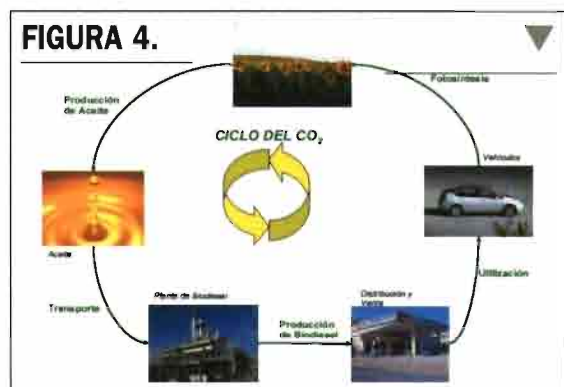 FIGURA 4.
Fotosíntesis
Producción
de Aceite
CICLO DEL CO₂
Vehículos
Aceite
Utilización
Transporte
Planta de Biodiesel
Distribución y
Venta
Producción
de Biodiesel